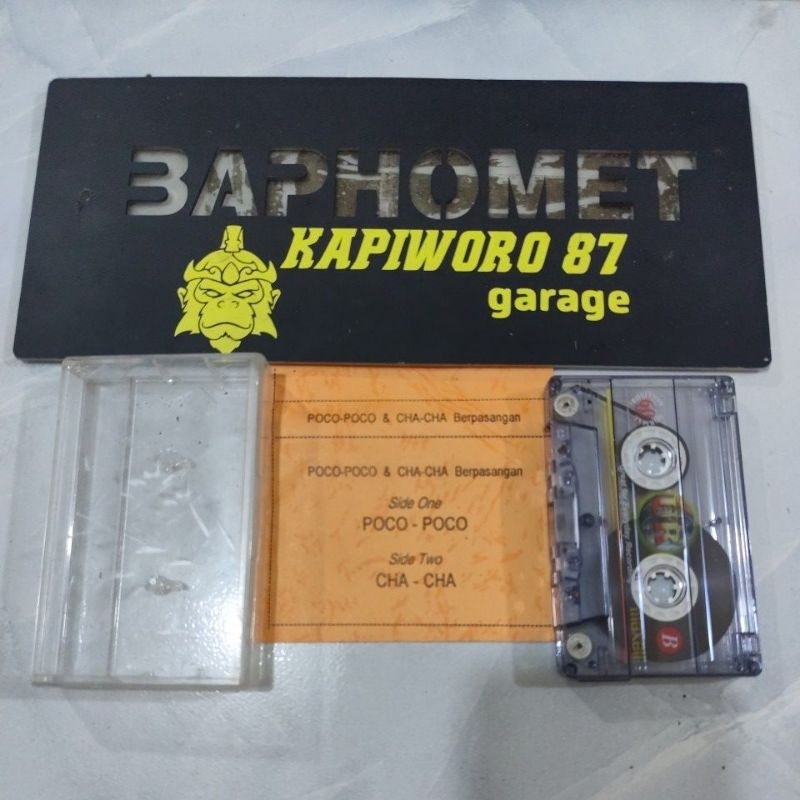 BAPHOMET
KAPIWORO 87
garage
POCO-POCO & CHA-CHA Berpasangan
POCO-POCO & CHA-CHA Berpasangan
Side One
POCO - POCO
Side Two
CHA - CHA
maxell
B